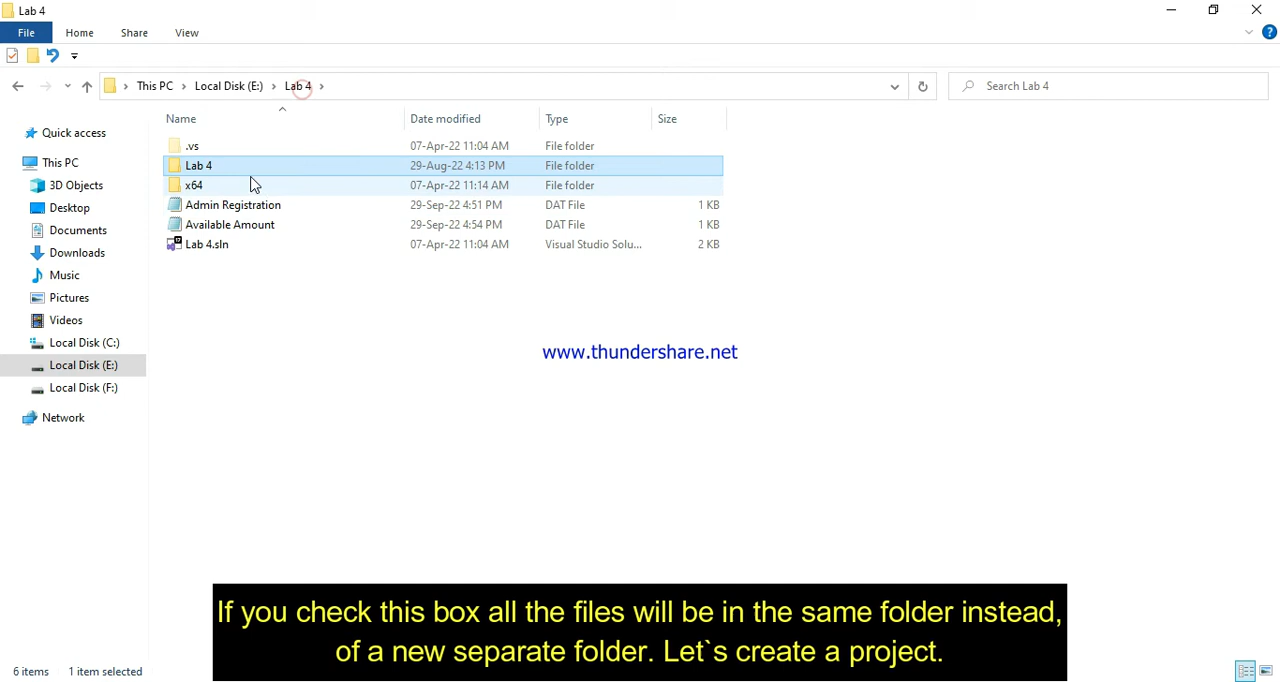 Lab 4
File Home Share View
This PC Local Disk (E:) Lab 4 Search Lab 4
Name Date modified Type Size
Quick access
This PC
3D Objects
Desktop
Documents
Downloads
Music
Pictures
Videos
Local Disk (C:)
Local Disk (E:)
Local Disk (F:)
Network
.vs 07-Apr-22 11:04 AM File folder
Lab 4 29-Aug-22 4:13 PM File folder
x64 07-Apr-22 11:14 AM File folder
Admin Registration 29-Sep-22 4:51 PM DAT File 1 KB
Available Amount 29-Sep-22 4:54 PM DAT File 1 KB
Lab 4.sln 07-Apr-22 11:04 AM Visual Studio Solu... 2 KB
www.thundershare.net
If you check this box all the files will be in the same folder instead,
of a new separate folder. Let`s create a project.
6 items 1 item selected